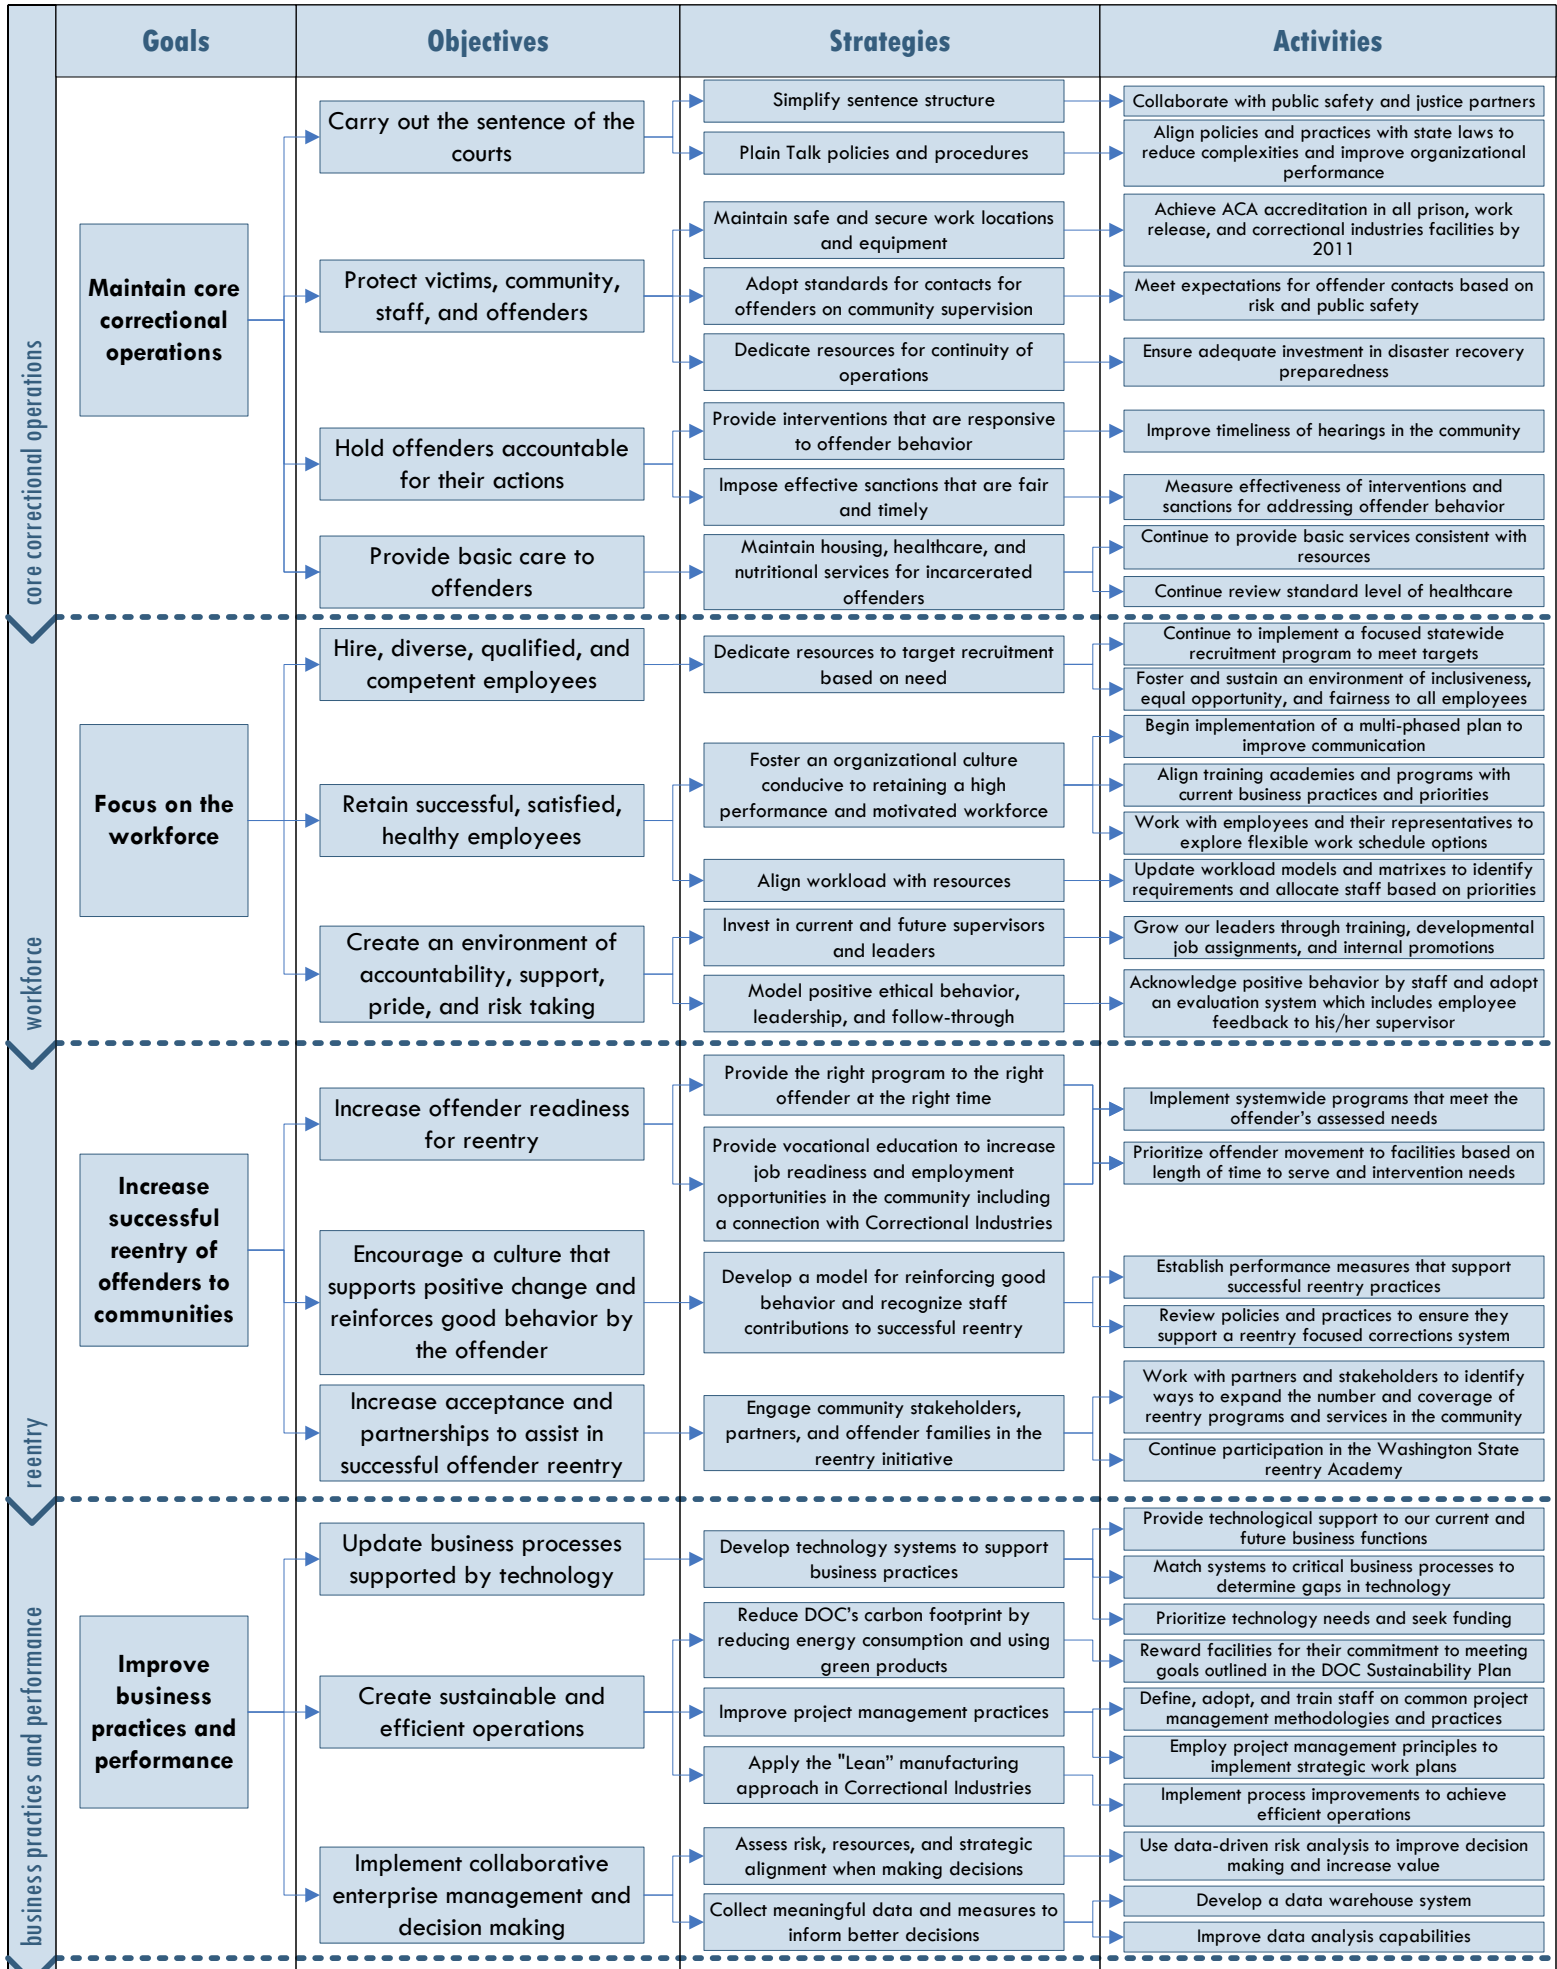 Goals
Objectives
Strategies
Activities
core correctional operations
Maintain core
correctional
operations
Carry out the sentence of the
courts
Simplify sentence structure
Collaborate with public safety and justice partners
Plain Talk policies and procedures
Align policies and practices with state laws to
reduce complexities and improve organizational
performance
Protect victims, community,
staff, and offenders
Maintain safe and secure work locations
and equipment
Achieve ACA accreditation in all prison, work
release, and correctional industries facilities by
2011
Adopt standards for contacts for
offenders on community supervision
Meet expectations for offender contacts based on
risk and public safety
Dedicate resources for continuity of
operations
Ensure adequate investment in disaster recovery
preparedness
Hold offenders accountable
for their actions
Provide interventions that are responsive
to offender behavior
Improve timeliness of hearings in the community
Impose effective sanctions that are fair
and timely
Measure effectiveness of interventions and
sanctions for addressing offender behavior
Provide basic care to
offenders
Maintain housing, healthcare, and
nutritional services for incarcerated
offenders
Continue to provide basic services consistent with
resources
Continue review standard level of healthcare
workforce
Focus on the
workforce
Hire, diverse, qualified, and
competent employees
Dedicate resources to target recruitment
based on need
Continue to implement a focused statewide
recruitment program to meet targets
Foster and sustain an environment of inclusiveness,
equal opportunity, and fairness to all employees
Retain successful, satisfied,
healthy employees
Foster an organizational culture
conducive to retaining a high
performance and motivated workforce
Begin implementation of a multi-phased plan to
improve communication
Align training academies and programs with
current business practices and priorities
Work with employees and their representatives to
explore flexible work schedule options
Align workload with resources
Update workload models and matrixes to identify
requirements and allocate staff based on priorities
Create an environment of
accountability, support,
pride, and risk taking
Invest in current and future supervisors
and leaders
Grow our leaders through training, developmental
job assignments, and internal promotions
Model positive ethical behavior,
leadership, and follow-through
Acknowledge positive behavior by staff and adopt
an evaluation system which includes employee
feedback to his/her supervisor
reentry
Increase
successful
reentry of
offenders to
communities
Increase offender readiness
for reentry
Provide the right program to the right
offender at the right time
Provide vocational education to increase
job readiness and employment
opportunities in the community including
a connection with Correctional Industries
Implement systemwide programs that meet the
offender's assessed needs
Prioritize offender movement to facilities based on
length of time to serve and intervention needs
Encourage a culture that
supports positive change and
reinforces good behavior by
the offender
Develop a model for reinforcing good
behavior and recognize staff
contributions to successful reentry
Establish performance measures that support
successful reentry practices
Review policies and practices to ensure they
support a reentry focused corrections system
Increase acceptance and
partnerships to assist in
successful offender reentry
Engage community stakeholders,
partners, and offender families in the
reentry initiative
Work with partners and stakeholders to identify
ways to expand the number and coverage of
reentry programs and services in the community
Continue participation in the Washington State
reentry Academy
business practices and performance
Improve
business
practices and
performance
Update business processes
supported by technology
Develop technology systems to support
business practices
Provide technological support to our current and
future business functions
Match systems to critical business processes to
determine gaps in technology
Prioritize technology needs and seek funding
Create sustainable and
efficient operations
Reduce DOC's carbon footprint by
reducing energy consumption and using
green products
Reward facilities for their commitment to meeting
goals outlined in the DOC Sustainability Plan
Improve project management practices
Define, adopt, and train staff on common project
management methodologies and practices
Employ project management principles to
implement strategic work plans
Apply the "Lean” manufacturing
approach in Correctional Industries
Implement process improvements to achieve
efficient operations
Implement collaborative
enterprise management and
decision making
Assess risk, resources, and strategic
alignment when making decisions
Use data-driven risk analysis to improve decision
making and increase value
Collect meaningful data and measures to
inform better decisions
Develop a data warehouse system
Improve data analysis capabilities